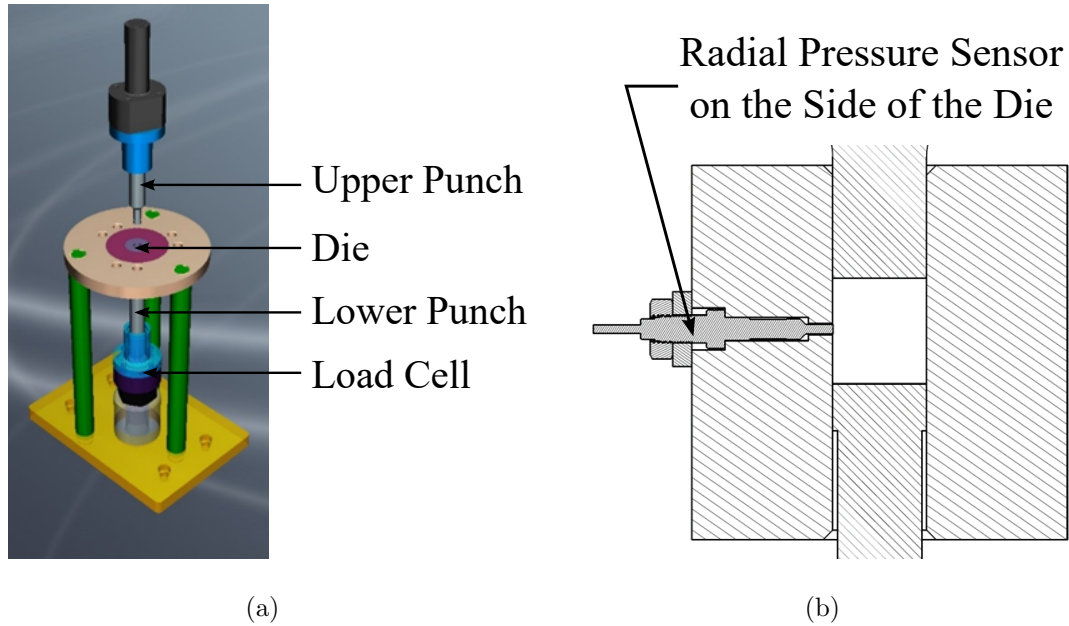 Radial Pressure Sensor
on the Side of the Die
Upper Punch
Die
Lower Punch
Load Cell
(a)
(b)